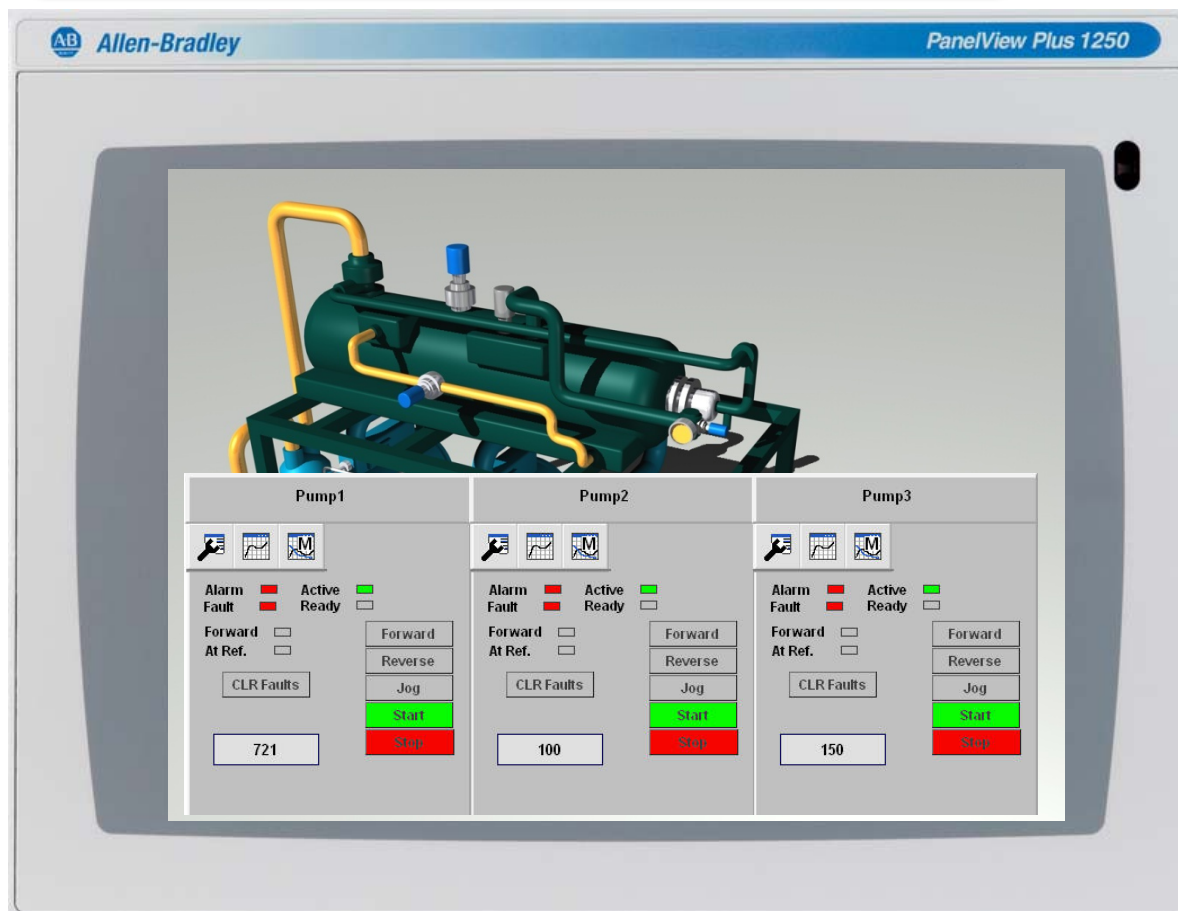 AB Allen-Bradley PanelView Plus 1250
Pump1 Pump2 Pump3
M M M
Alarm Active Alarm Active Alarm Active
Fault Ready Fault Ready Fault Ready
Forward Forward Forward Forward Forward Forward
At Ref. Reverse At Ref. Reverse At Ref. Reverse
CLR Faults Jog CLR Faults Jog CLR Faults Jog
Start Start Start
721 Stop 100 Stop 150 Stop